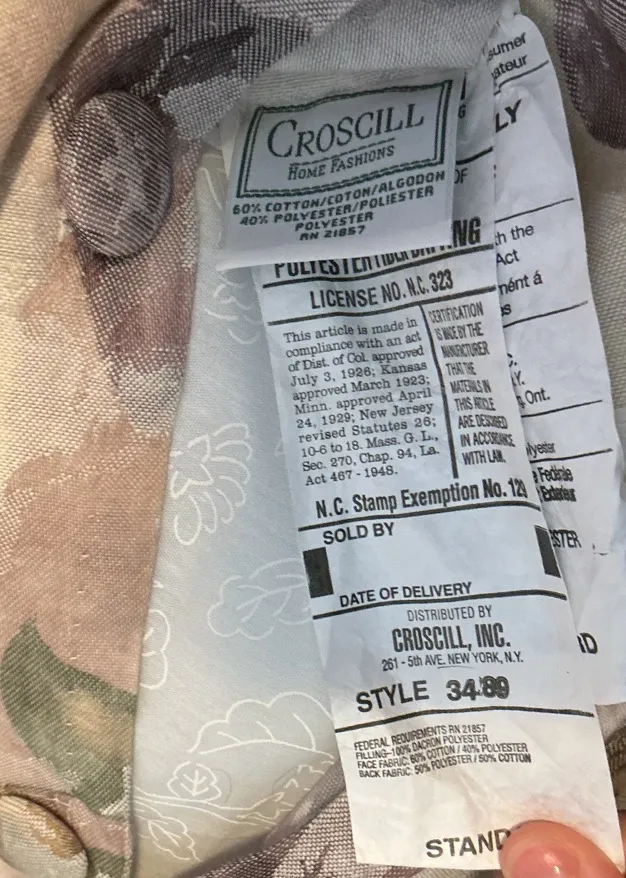 CROSCILL
HOME FASHIONS
60% COTTON/COTON/ALGODON
40% POLYESTER/POLIESTER
POLYESTER
RN 21857
LICENSE NO. N.C. 323
This article is made in
compliance with an act
of Dist. of Col. approved
July 3, 1926; Kansas
approved March 1923;
Minn. approved April
24, 1929; New Jersey
revised Statutes 26;
10-6 to 18. Mass. G. L.,
Sec. 270, Chap. 94, La.
Act 467 - 1948.
CERTIFICATION
IS MADE BY THE
MANUFACTURER
THAT THE
MATERIALS IN
THIS ARTICLE
ARE DESCRIBED
IN ACCORDANCE
WITH LAW.
N.C. Stamp Exemption No. 129
SOLD BY
DATE OF DELIVERY
DISTRIBUTED BY
CROSCILL, INC.
261 - 5th AVE. NEW YORK, N.Y.
STYLE 3489
FEDERAL REQUIREMENTS RN 21857
FILLING-100% DACRON POLYESTER
FACE FABRIC: 60% COTTON / 40% POLYESTER
BACK FABRIC: 50% POLYESTER / 50% COTTON
STAND
LY
OF
th the
Act
Ont.